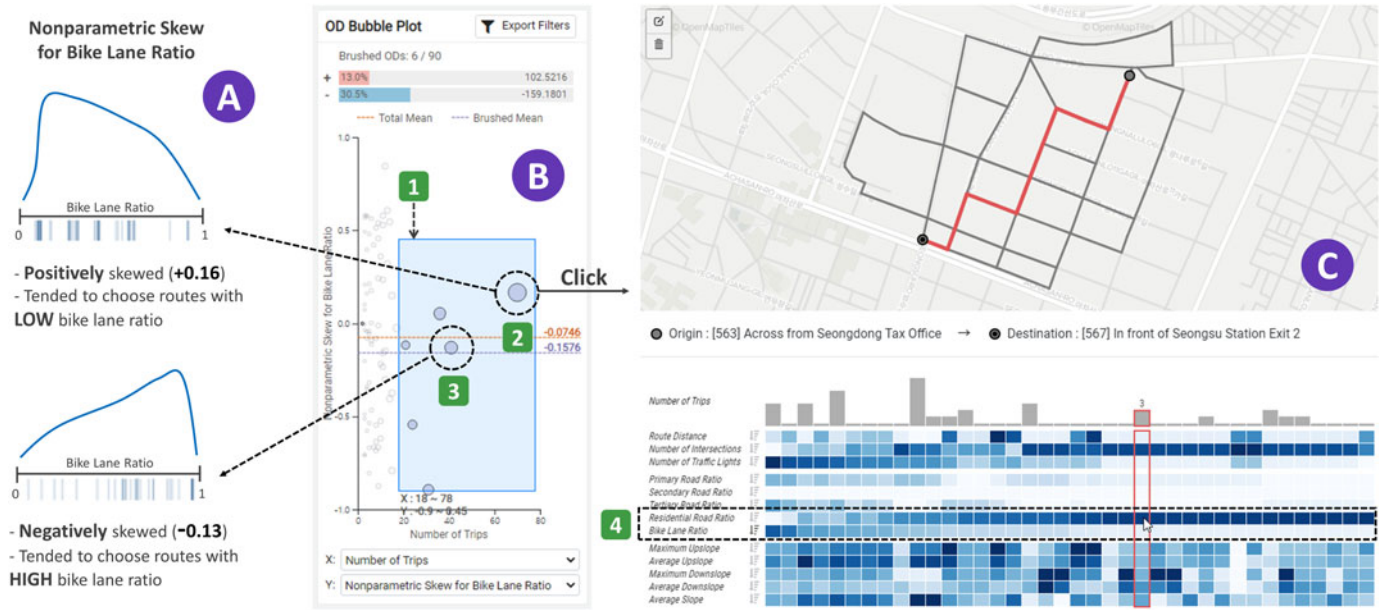 Nonparametric Skew
for Bike Lane Ratio
A
Bike Lane Ratio
0
1
- Positively skewed (+0.16)
- Tended to choose routes with
LOW bike lane ratio
Bike Lane Ratio
0
1
- Negatively skewed (−0.13)
- Tended to choose routes with
HIGH bike lane ratio
OD Bubble Plot
Export Filters
Brushed ODs: 6 / 90
+ 13.0% 102.5216
- 30.5% -159.1801
Total Mean
Brushed Mean
B
1
1.0
0.5
0.0
-0.5
-1.0
Nonparametric Skew for Bike Lane Ratio
-0.0746
-0.1576
2
3
Click
X : 18 ~ 78
Y : -0.9 ~ 0.45
0 20 40 60 80
Number of Trips
X: Number of Trips
Y: Nonparametric Skew for Bike Lane Ratio
© OpenMapTiles
© OpenMapTiles
ACHASAN-RO
C
Origin : [563] Across from Seongdong Tax Office → Destination : [567] In front of Seongsu Station Exit 2
Number of Trips
3
Route Distance
Number of Intersections
Number of Traffic Lights
Primary Road Ratio
Secondary Road Ratio
Tertiary Road Ratio
4
Residential Road Ratio
Bike Lane Ratio
Maximum Upslope
Average Upslope
Maximum Downslope
Average Downslope
Average Slope